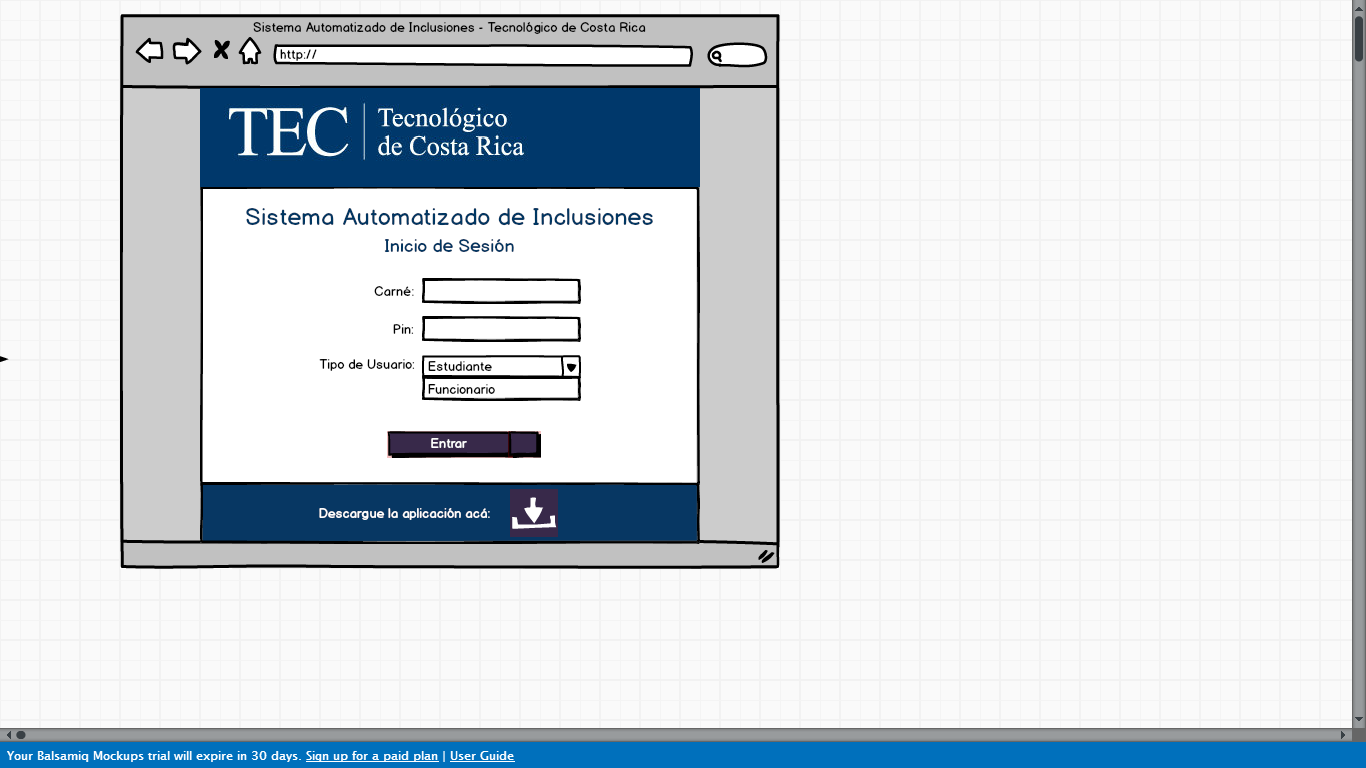 Sistema Automatizado de Inclusiones - Tecnológico de Costa Rica
http://
TEC
Tecnológico
de Costa Rica
Sistema Automatizado de Inclusiones
Inicio de Sesión
Carné:
Pin:
Tipo de Usuario: Estudiante
Funcionario
Entrar
Descargue la aplicación acá:
Your Balsamiq Mockups trial will expire in 30 days. Sign up for a paid plan | User Guide